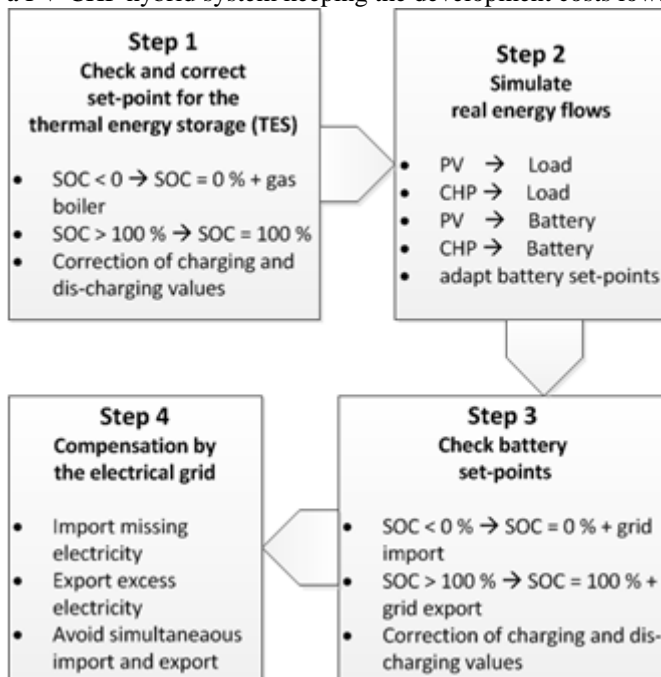 a PV-CHP hybrid system keeping the development costs low.
Step 1
Check and correct
set-point for the
thermal energy storage (TES)
• SOC < 0 → SOC = 0 % + gas
boiler
• SOC > 100 % → SOC = 100 %
• Correction of charging and
dis-charging values
Step 2
Simulate
real energy flows
• PV → Load
• CHP → Load
• PV → Battery
• CHP → Battery
• adapt battery set-points
Step 3
Check battery
set-points
• SOC < 0 % → SOC = 0 % + grid
import
• SOC > 100 % → SOC = 100 % +
grid export
• Correction of charging and dis-
charging values
Step 4
Compensation by
the electrical grid
• Import missing
electricity
• Export excess
electricity
• Avoid simultaneaous
import and export